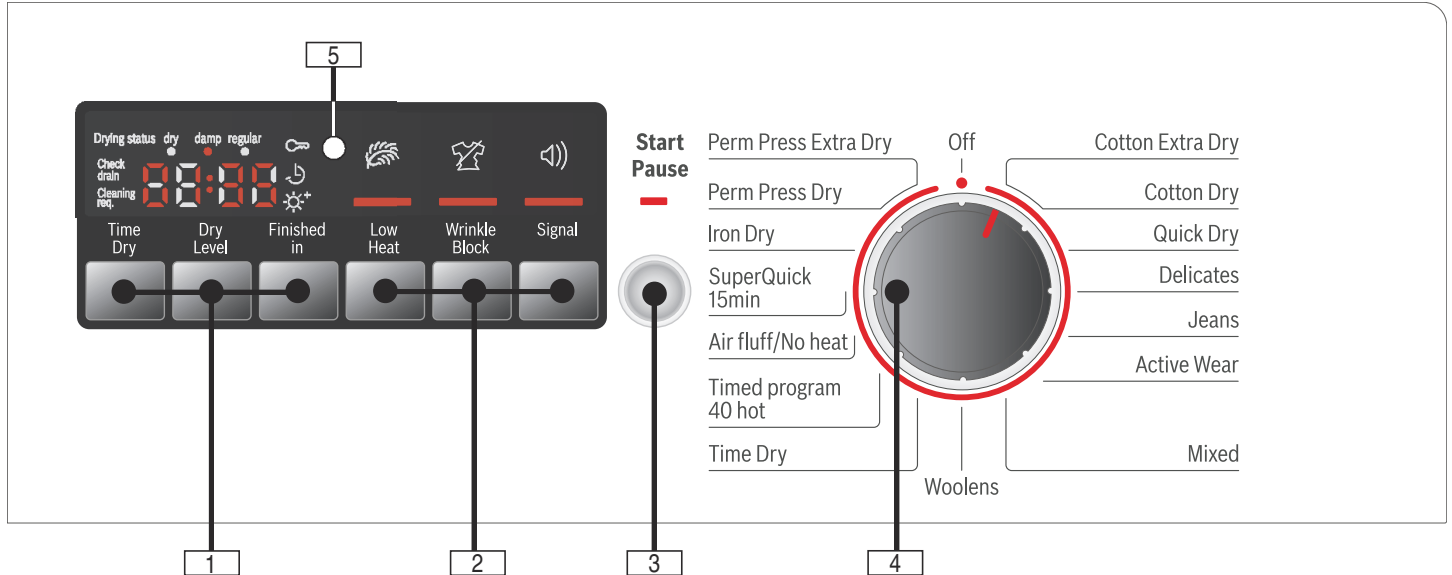 5
Drying status dry damp regular
Check
drain
Cleaning
req.
88:88
Time
Dry
Dry
Level
Finished
in
Low
Heat
Wrinkle
Block
Signal
Start
Pause
Perm Press Extra Dry
Perm Press Dry
Iron Dry
SuperQuick
15min
Air fluff/No heat
Timed program
40 hot
Time Dry
Off
Woolens
Cotton Extra Dry
Cotton Dry
Quick Dry
Delicates
Jeans
Active Wear
Mixed
1
2
3
4